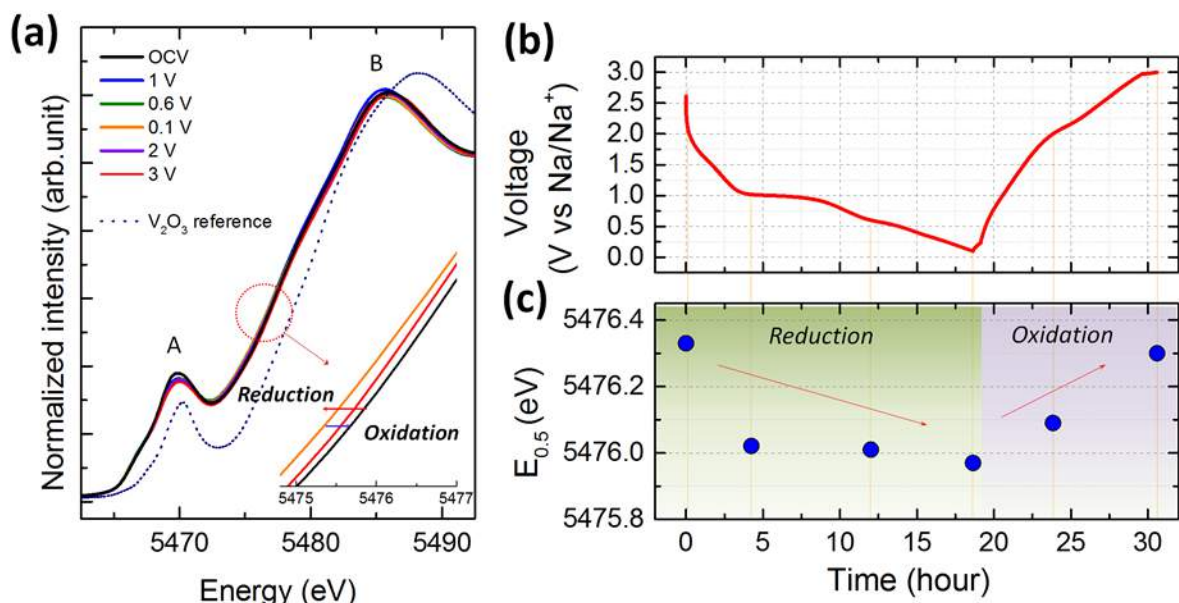 (a)
OCV
1 V
0.6 V
0.1 V
2 V
3 V
V₂O₃ reference
A
B
Reduction
Oxidation
5475 5476 5477
Normalized intensity (arb.unit)
5470 5480 5490
Energy (eV)
(b)
3.0
2.5
2.0
1.5
1.0
0.5
0.0
Voltage
(V vs Na/Na⁺)
(c)
Reduction
Oxidation
5476.4
5476.2
5476.0
5475.8
E₀.₅ (eV)
0 5 10 15 20 25 30
Time (hour)